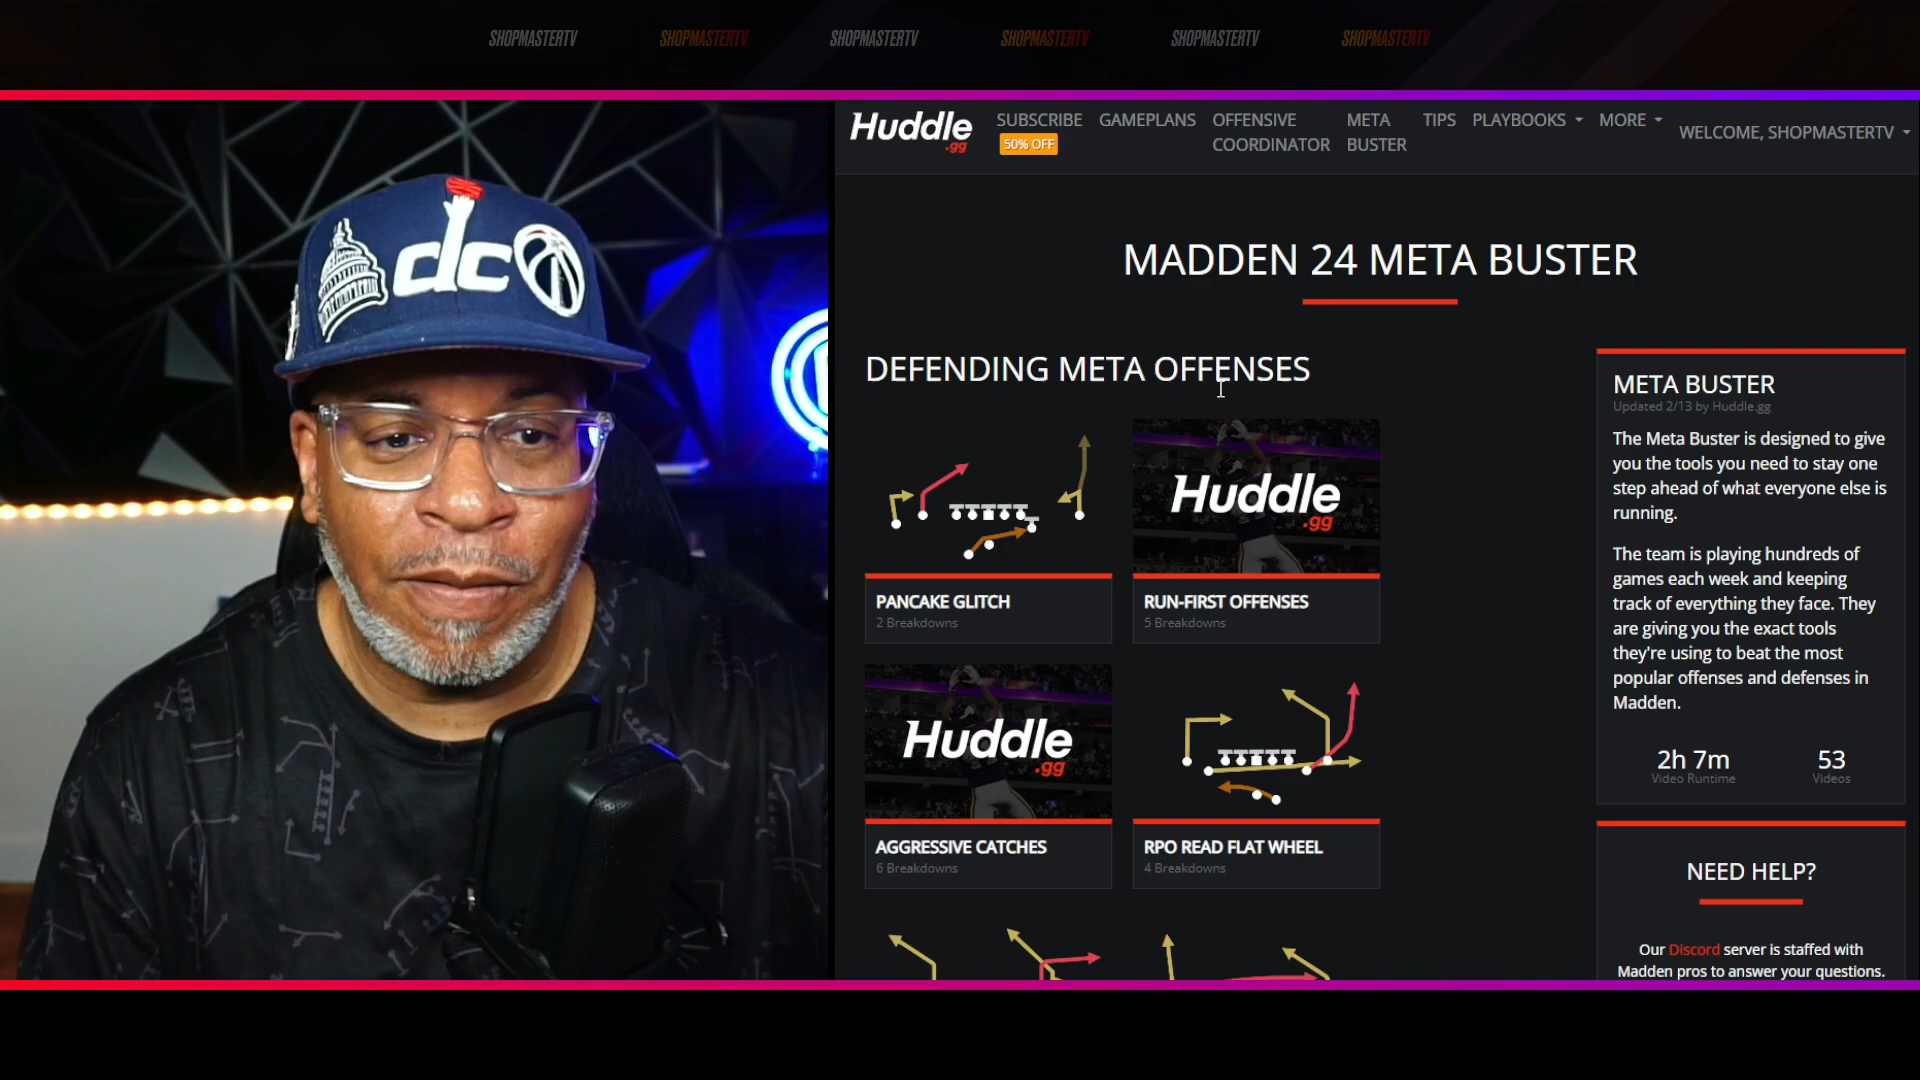 SHOPMASTERTV SHOPMASTERTV SHOPMASTERTV SHOPMASTERTV SHOPMASTERTV SHOPMASTERTV
Huddle
.gg
SUBSCRIBE
50% OFF
GAMEPLANS
OFFENSIVE
COORDINATOR
META
BUSTER
TIPS
PLAYBOOKS
MORE
WELCOME, SHOPMASTERTV
dc
MADDEN 24 META BUSTER
DEFENDING META OFFENSES
Huddle
.gg
PANCAKE GLITCH
2 Breakdowns
RUN-FIRST OFFENSES
5 Breakdowns
Huddle
.gg
AGGRESSIVE CATCHES
6 Breakdowns
RPO READ FLAT WHEEL
4 Breakdowns
META BUSTER
Updated 2/13 by Huddle.gg
The Meta Buster is designed to give
you the tools you need to stay one
step ahead of what everyone else is
running.
The team is playing hundreds of
games each week and keeping
track of everything they face. They
are giving you the exact tools
they're using to beat the most
popular offenses and defenses in
Madden.
2h 7m
Video Runtime
53
Videos
NEED HELP?
Our Discord server is staffed with
Madden pros to answer your questions.